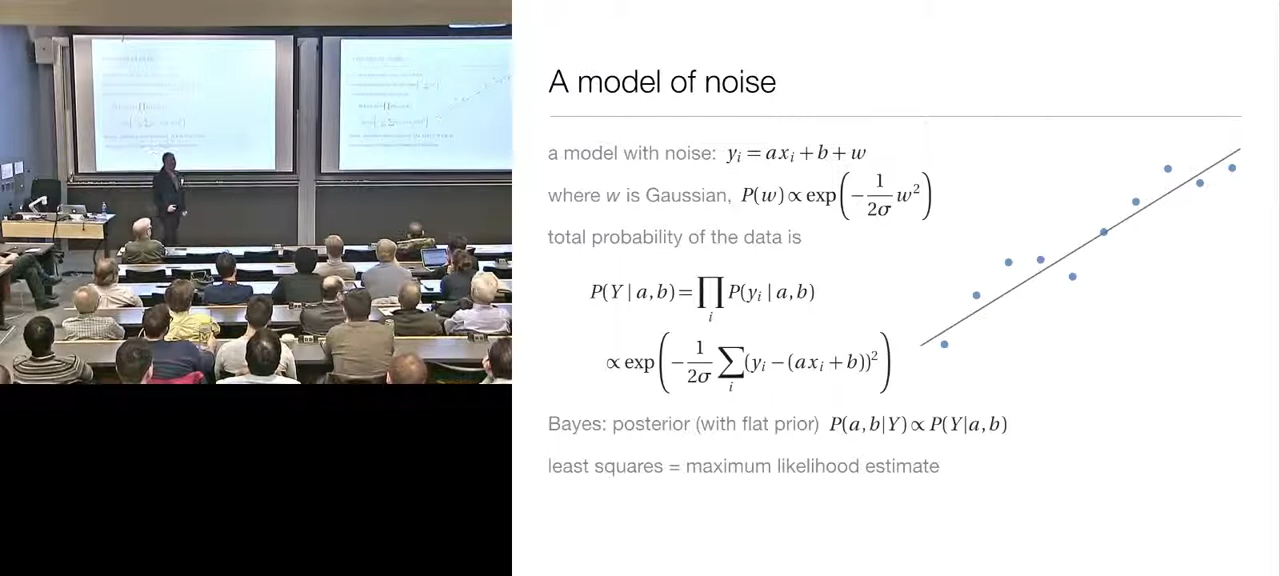 A model of noise
a model with noise: yᵢ = axᵢ + b + w
where w is Gaussian, P(w) ∝ exp(−1/2σ w²)
total probability of the data is
P(Y | a, b) = ∏ᵢ P(yᵢ | a, b)
∝ exp(−1/2σ ∑ᵢ (yᵢ − (axᵢ + b))²)
Bayes: posterior (with flat prior) P(a, b|Y) ∝ P(Y|a, b)
least squares = maximum likelihood estimate